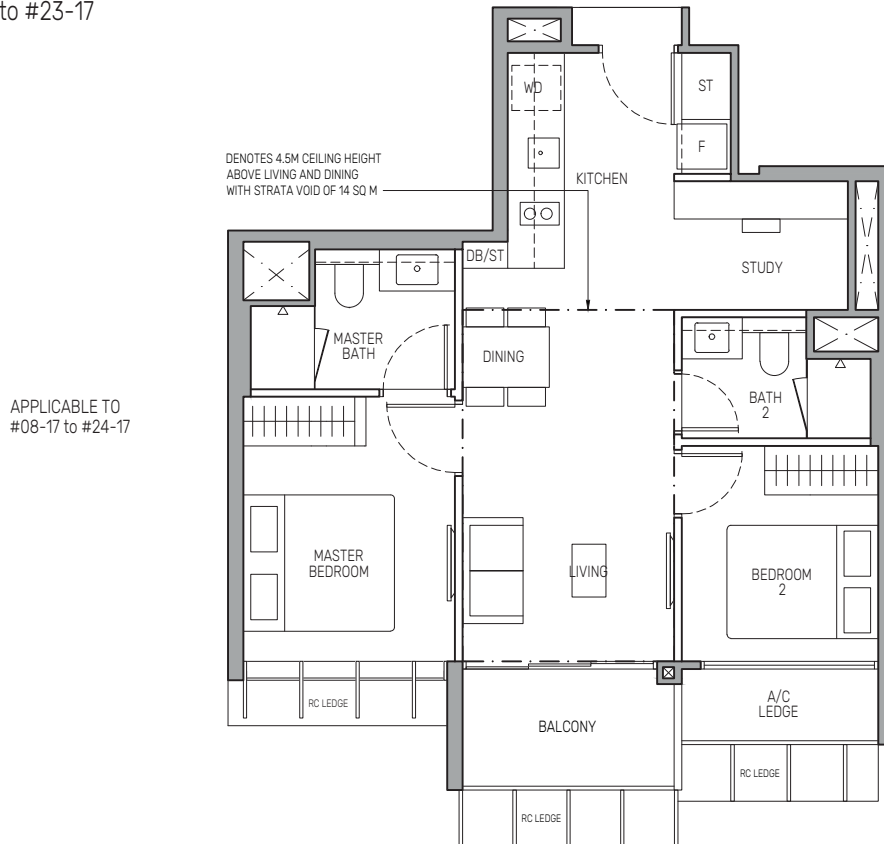 to #23-17
WD
ST
F
DENOTES 4.5M CEILING HEIGHT
ABOVE LIVING AND DINING
WITH STRATA VOID OF 14 SQ M
KITCHEN
DB/ST
STUDY
MASTER
BATH
DINING
BATH
2
APPLICABLE TO
#08-17 to #24-17
MASTER
BEDROOM
LIVING
BEDROOM
2
RC LEDGE
BALCONY
A/C
LEDGE
RC LEDGE
RC LEDGE